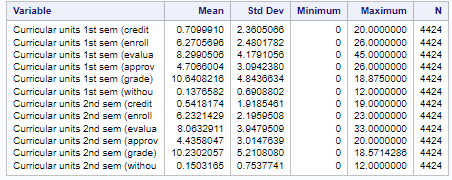 Variable Mean Std Dev Minimum Maximum N
Curricular units 1st sem (credit 0.7099910 2.3605066 0 20.0000000 4424
Curricular units 1st sem (enroll 6.2705696 2.4801782 0 26.0000000 4424
Curricular units 1st sem (evalua 8.2990506 4.1791056 0 45.0000000 4424
Curricular units 1st sem (approv 4.7066004 3.0942380 0 26.0000000 4424
Curricular units 1st sem (grade) 10.6408216 4.8436634 0 18.8750000 4424
Curricular units 1st sem (withou 0.1376582 0.6908802 0 12.0000000 4424
Curricular units 2nd sem (credit 0.5418174 1.9185461 0 19.0000000 4424
Curricular units 2nd sem (enroll 6.2321429 2.1959508 0 23.0000000 4424
Curricular units 2nd sem (evalua 8.0632911 3.9479509 0 33.0000000 4424
Curricular units 2nd sem (approv 4.4358047 3.0147639 0 20.0000000 4424
Curricular units 2nd sem (grade) 10.2302057 5.2108080 0 18.5714286 4424
Curricular units 2nd sem (withou 0.1503165 0.7537741 0 12.0000000 4424